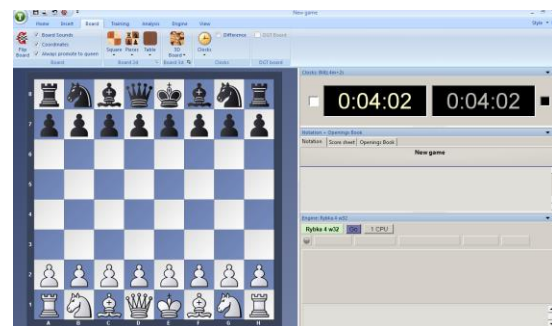 New game
Home Insert Board Training Analysis Engine View
Style
Flip Board
Board Sounds
Coordinates
Always promote to queen
Board
Square Pieces Table
Board 2d
3D Board
Board 3d
Clocks
Difference
Clocks
DGT Board
DGT board
0:04:02 0:04:02
Notation + Openings Book
Notation Score sheet Openings Book
New game
Engine: Rybka 4 w32
Rybka 4 w32 Go 1 CPU
8
7
6
5
4
3
2
1
A B C D E F G H